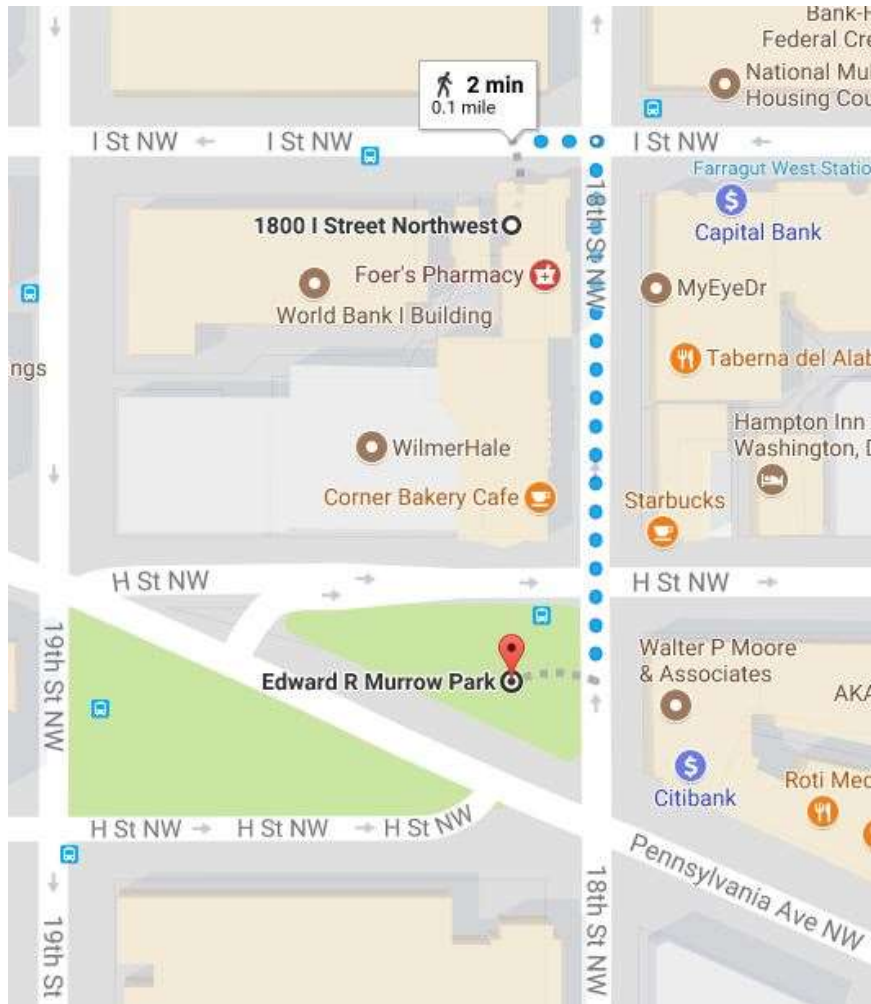 Bank-F
Federal Cre
National Mul
Housing Cou
2 min
0.1 mile
I St NW
I St NW
I St NW
Farragut West Statio
Capital Bank
18th St NW
1800 I Street Northwest
Foer's Pharmacy
World Bank I Building
MyEyeDr
ngs
Taberna del Alab
Hampton Inn
Washington, D
WilmerHale
Corner Bakery Cafe
Starbucks
H St NW
H St NW
19th St NW
Walter P Moore
& Associates
Edward R Murrow Park
AKA
Citibank
Roti Med
H St NW
H St NW
H St NW
Pennsylvania Ave NW
18th St NW
19th St